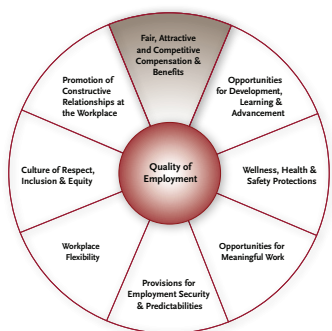 Fair, Attractive
and Competitive
Compensation &
Benefits
Opportunities
for Development,
Learning &
Advancement
Wellness, Health &
Safety Protections
Opportunities for
Meaningful Work
Provisions for
Employment Security
& Predictabilities
Workplace
Flexibility
Culture of Respect,
Inclusion & Equity
Promotion of
Constructive
Relationships at
the Workplace
Quality of
Employment